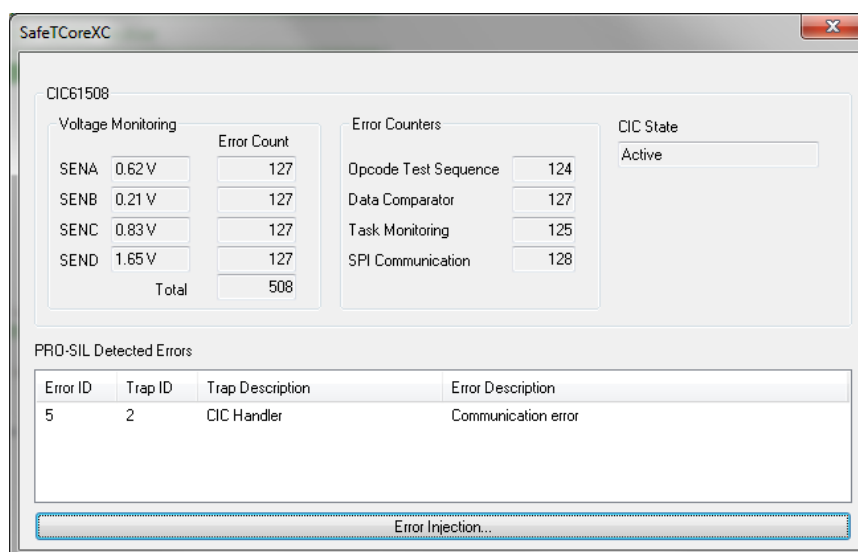 SafeTCoreXC
CIC61508
Voltage Monitoring
Error Count
SENA 0.62 V 127
SENB 0.21 V 127
SENC 0.83 V 127
SEND 1.65 V 127
Total 508
Error Counters
Opcode Test Sequence 124
Data Comparator 127
Task Monitoring 125
SPI Communication 128
CIC State
Active
PRO-SIL Detected Errors
Error ID Trap ID Trap Description Error Description
5 2 CIC Handler Communication error
Error Injection...